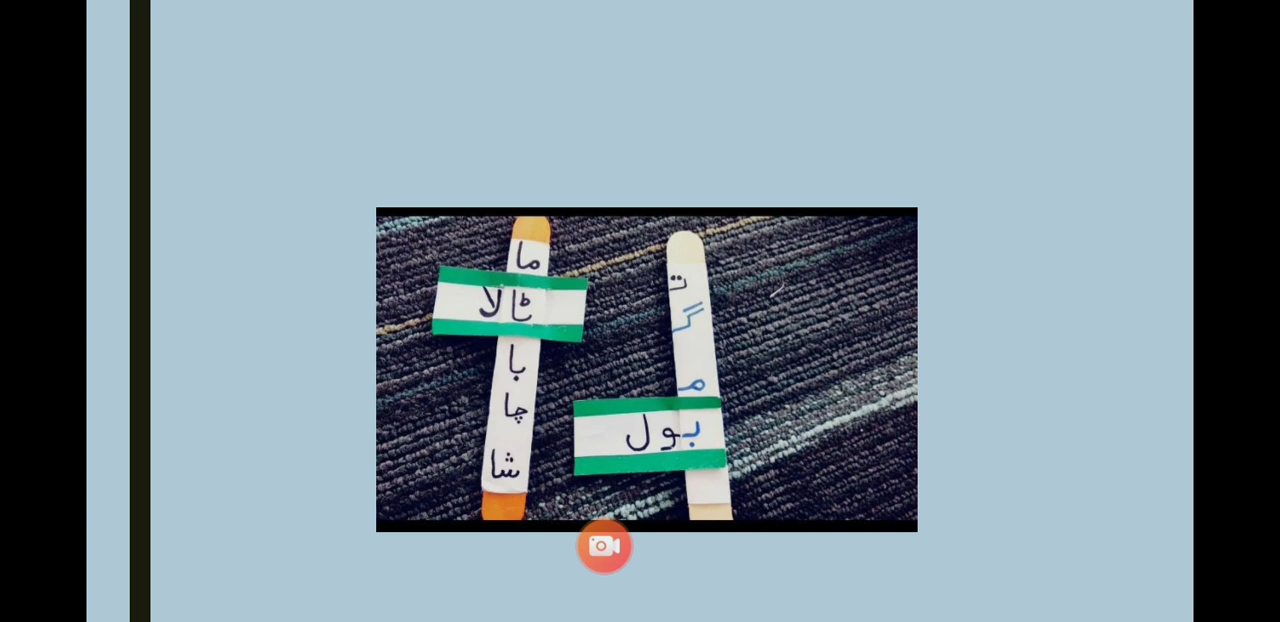 ت
گ
م
بول
ما
ٹالا
با
چا
شا